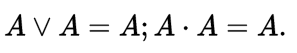 A ∨ A = A; A · A = A.